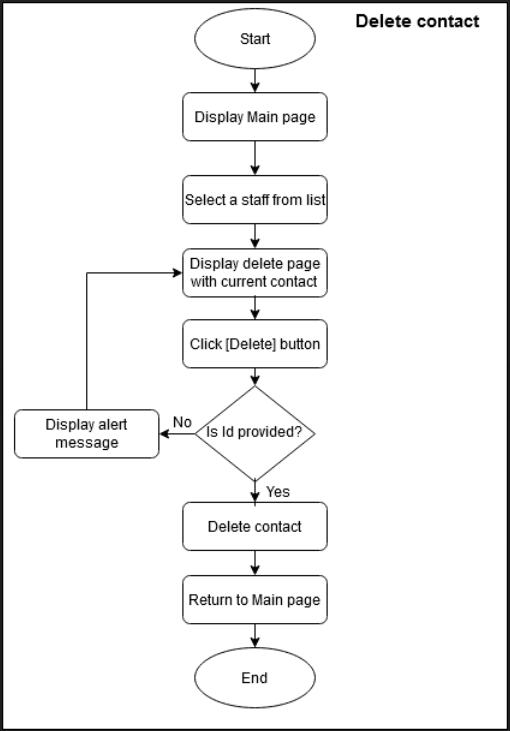 Delete contact
Start
Display Main page
Select a staff from list
Display delete page
with current contact
Click [Delete] button
Is Id provided?
No
Display alert
message
Yes
Delete contact
Return to Main page
End